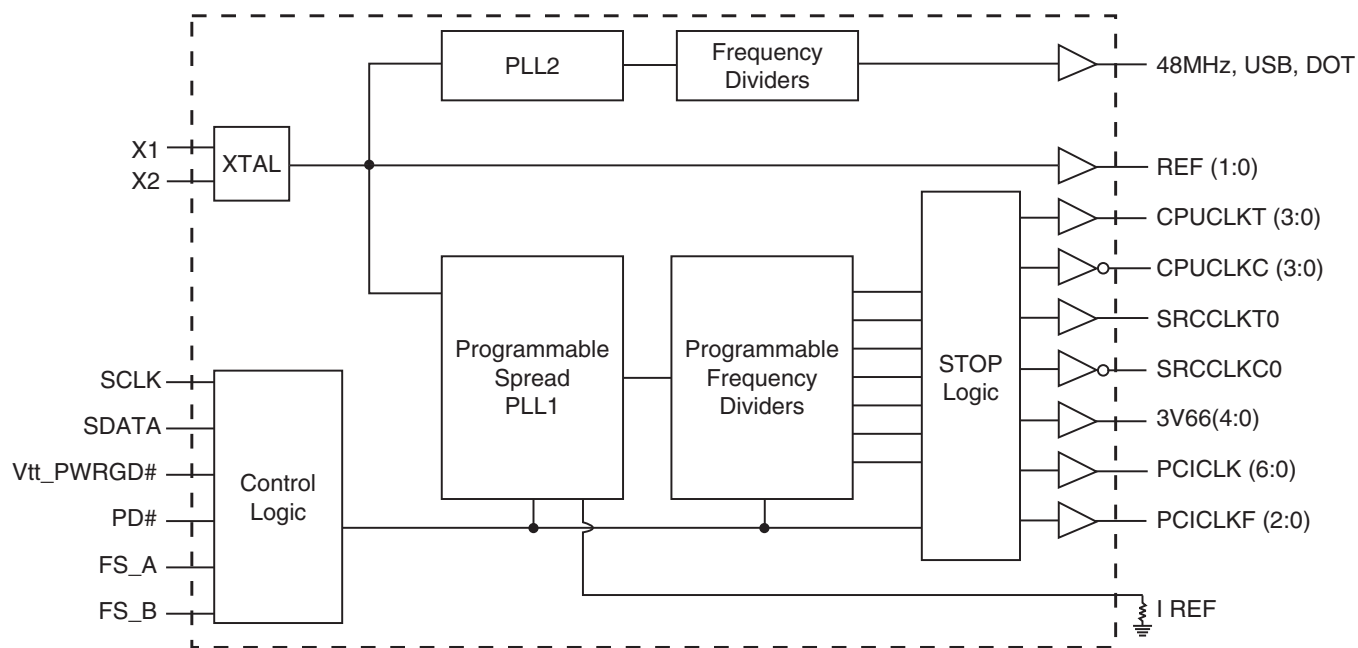 PLL2
Frequency
Dividers
48MHz, USB, DOT
X1
X2
XTAL
REF (1:0)
CPUCLKT (3:0)
CPUCLKC (3:0)
SRCCLKT0
SRCCLKC0
3V66(4:0)
PCICLK (6:0)
PCICLKF (2:0)
Programmable
Spread
PLL1
Programmable
Frequency
Dividers
STOP
Logic
SCLK
SDATA
Vtt_PWRGD#
PD#
FS_A
FS_B
Control
Logic
I REF